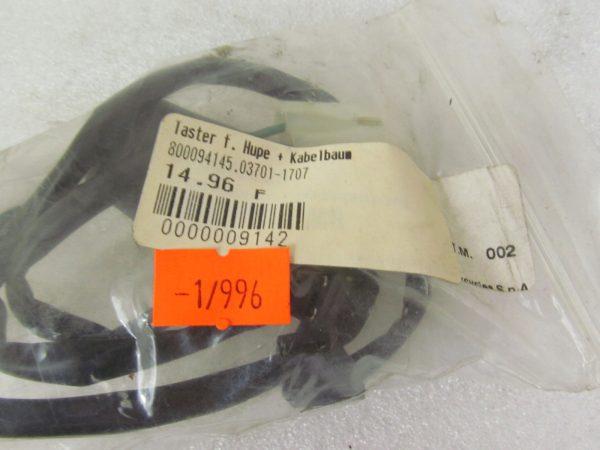 Taster f. Hupe + Kabelbaum
800094145.03701-1707
14.96 F
0000009142
-1/996
T.M. 002
S.p.A.